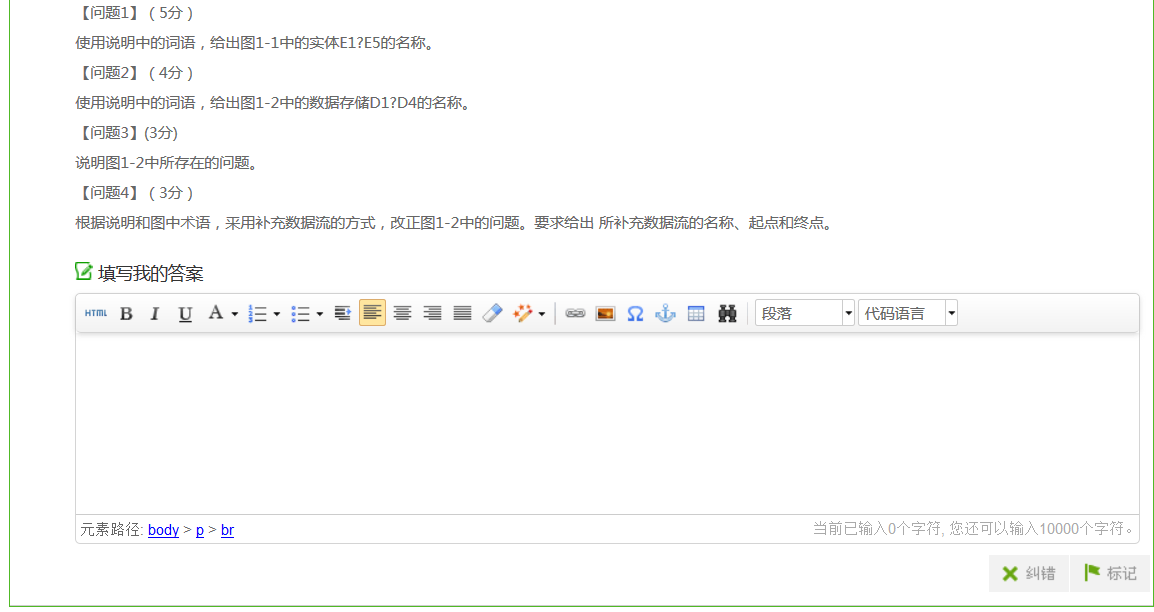 【问题1】（5分）
使用说明中的词语，给出图1-1中的实体E1?E5的名称。
【问题2】（4分）
使用说明中的词语，给出图1-2中的数据存储D1?D4的名称。
【问题3】(3分)
说明图1-2中所存在的问题。
【问题4】（3分）
根据说明和图中术语，采用补充数据流的方式，改正图1-2中的问题。要求给出 所补充数据流的名称、起点和终点。
填写我的答案
HTML B I U A 段落 代码语言
元素路径: body > p > br 当前已输入0个字符, 您还可以输入10000个字符。
纠错 标记